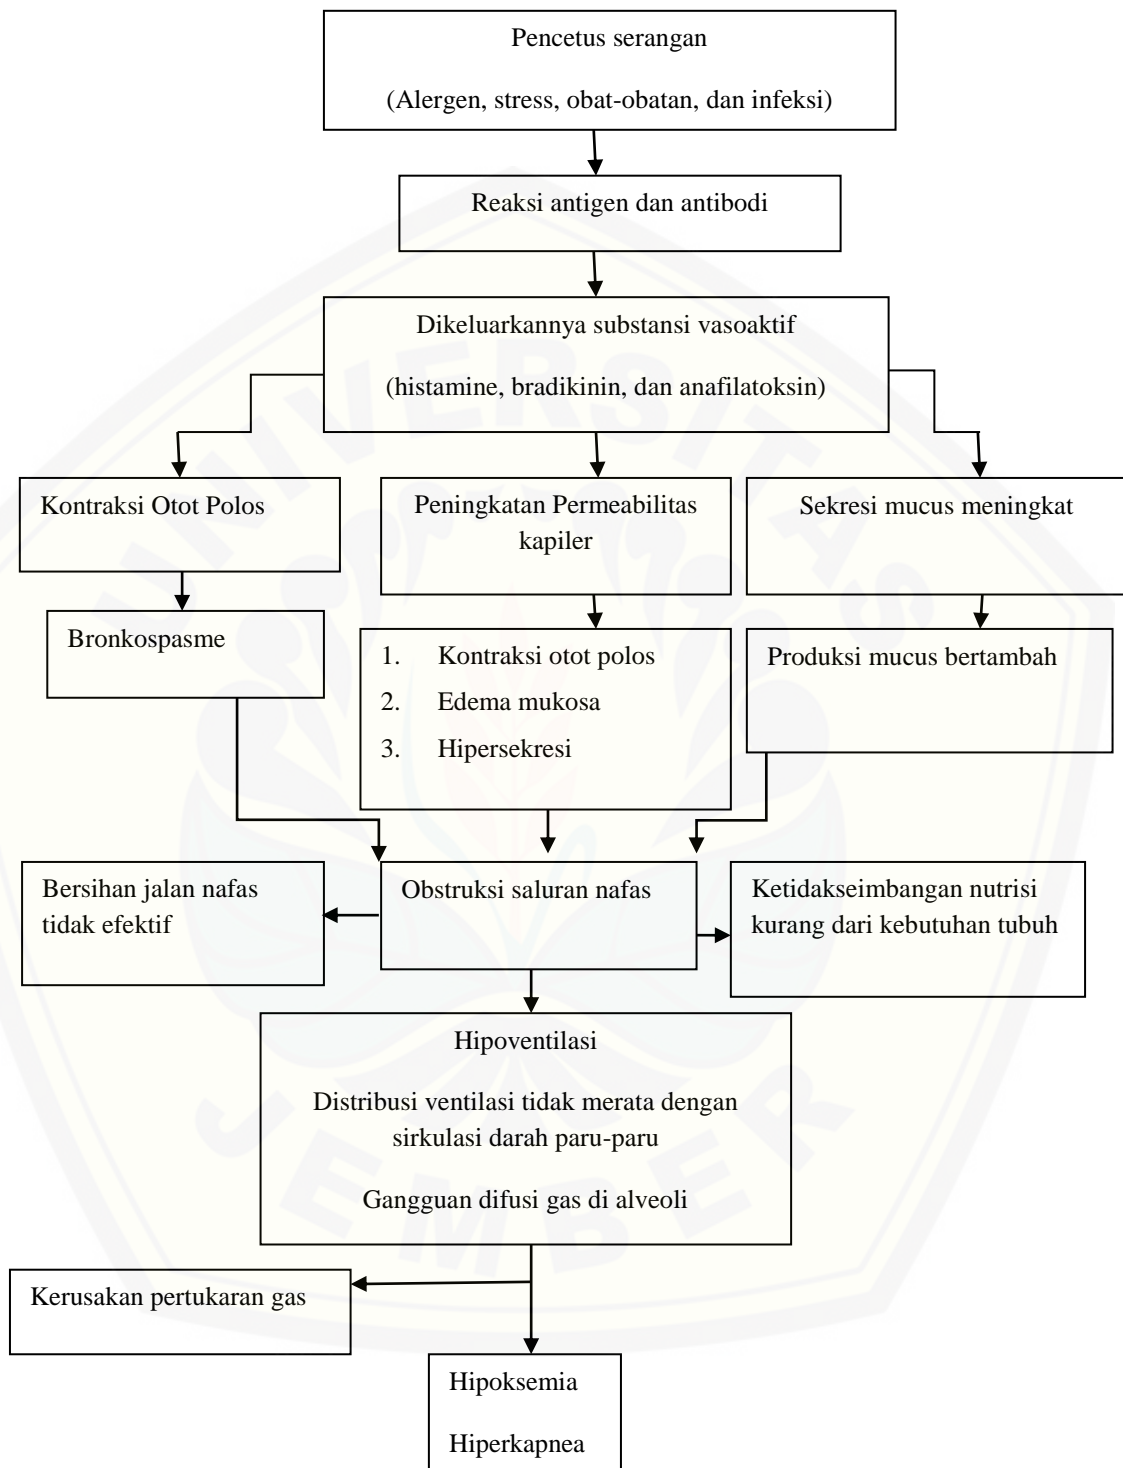 Pencetus serangan
(Alergen, stress, obat-obatan, dan infeksi)
Reaksi antigen dan antibodi
Dikeluarkannya substansi vasoaktif
(histamine, bradikinin, dan anafilatoksin)
Kontraksi Otot Polos
Peningkatan Permeabilitas
kapiler
Sekresi mucus meningkat
Bronkospasme
1. Kontraksi otot polos
2. Edema mukosa
3. Hipersekresi
Produksi mucus bertambah
Bersihan jalan nafas
tidak efektif
Obstruksi saluran nafas
Ketidakseimbangan nutrisi
kurang dari kebutuhan tubuh
Hipoventilasi
Distribusi ventilasi tidak merata dengan
sirkulasi darah paru-paru
Gangguan difusi gas di alveoli
Kerusakan pertukaran gas
Hipoksemia
Hiperkapnea
UNIVERSITAS
JEMBER